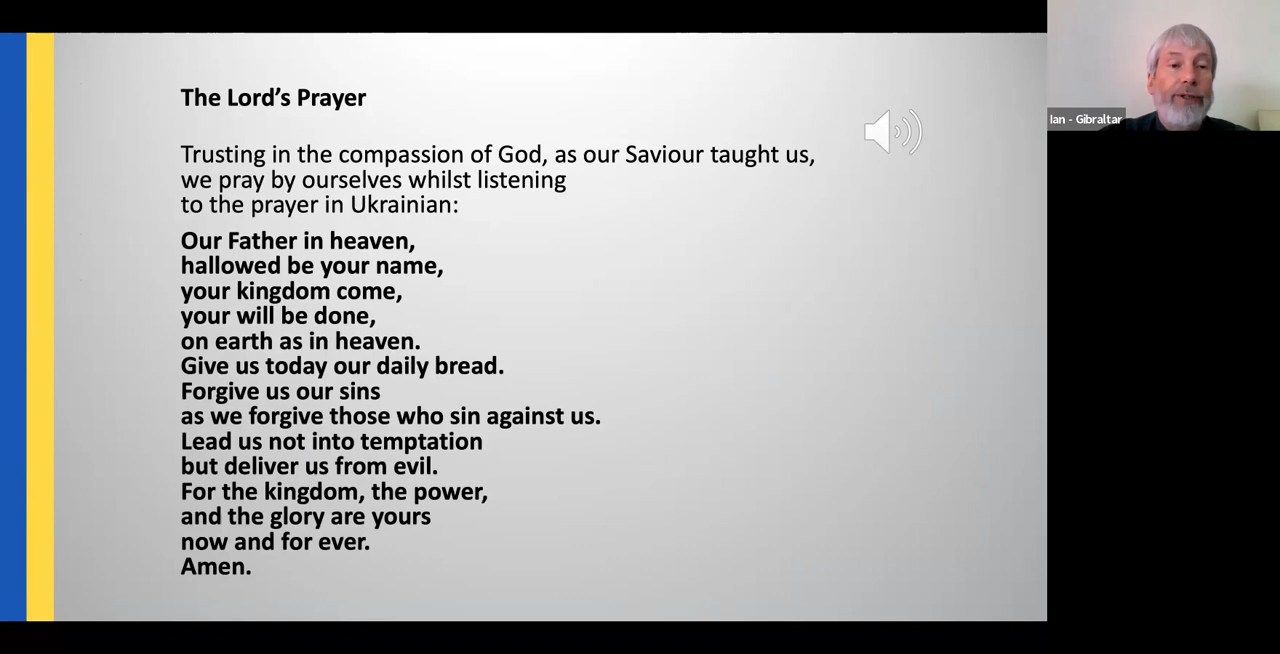 The Lord's Prayer
Trusting in the compassion of God, as our Saviour taught us,
we pray by ourselves whilst listening
to the prayer in Ukrainian:
Our Father in heaven,
hallowed be your name,
your kingdom come,
your will be done,
on earth as in heaven.
Give us today our daily bread.
Forgive us our sins
as we forgive those who sin against us.
Lead us not into temptation
but deliver us from evil.
For the kingdom, the power,
and the glory are yours
now and for ever.
Amen.
Ian - Gibraltar